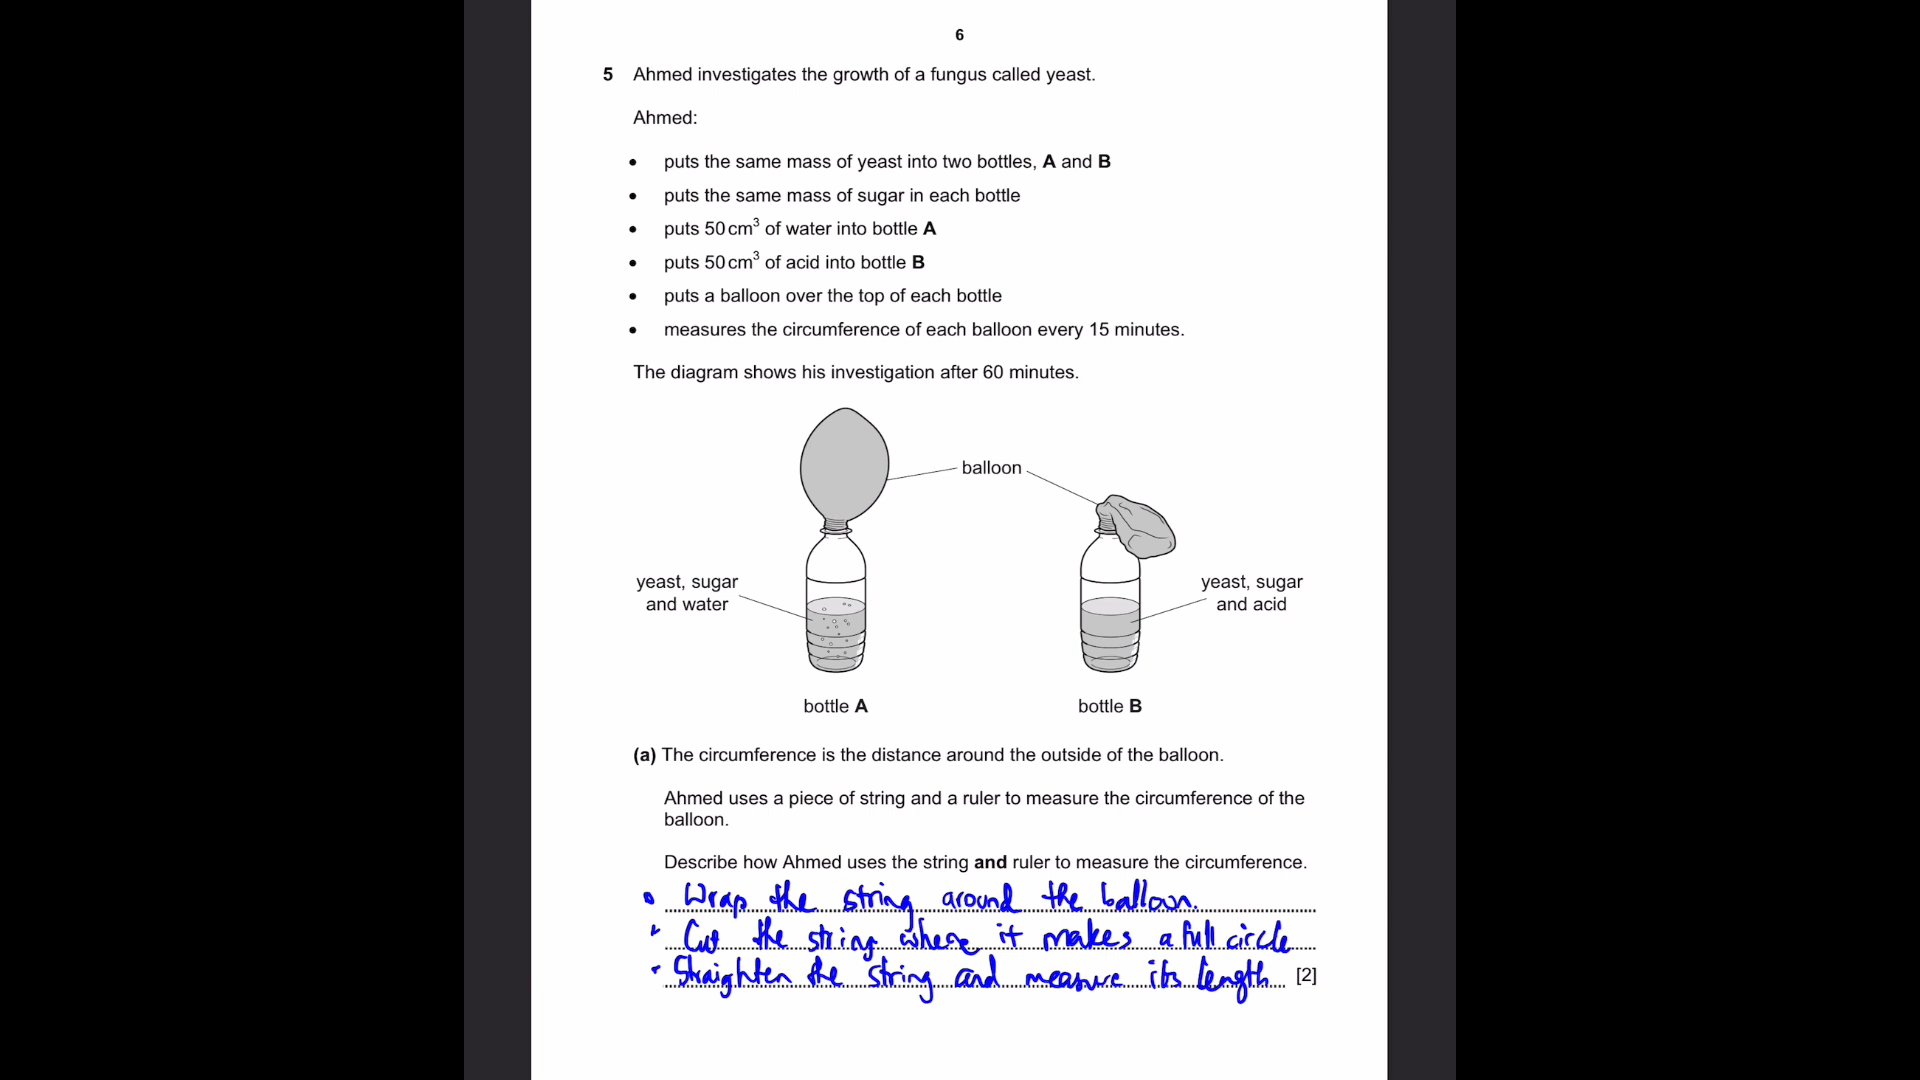 6
5 Ahmed investigates the growth of a fungus called yeast.
Ahmed:
• puts the same mass of yeast into two bottles, A and B
• puts the same mass of sugar in each bottle
• puts 50 cm³ of water into bottle A
• puts 50 cm³ of acid into bottle B
• puts a balloon over the top of each bottle
• measures the circumference of each balloon every 15 minutes.
The diagram shows his investigation after 60 minutes.
balloon
yeast, sugar
and water
yeast, sugar
and acid
bottle A
bottle B
(a) The circumference is the distance around the outside of the balloon.
Ahmed uses a piece of string and a ruler to measure the circumference of the
balloon.
Describe how Ahmed uses the string and ruler to measure the circumference.
• Wrap the string around the balloon.
• Cut the string where it makes a full circle
• Straighten the string and measure its length [2]